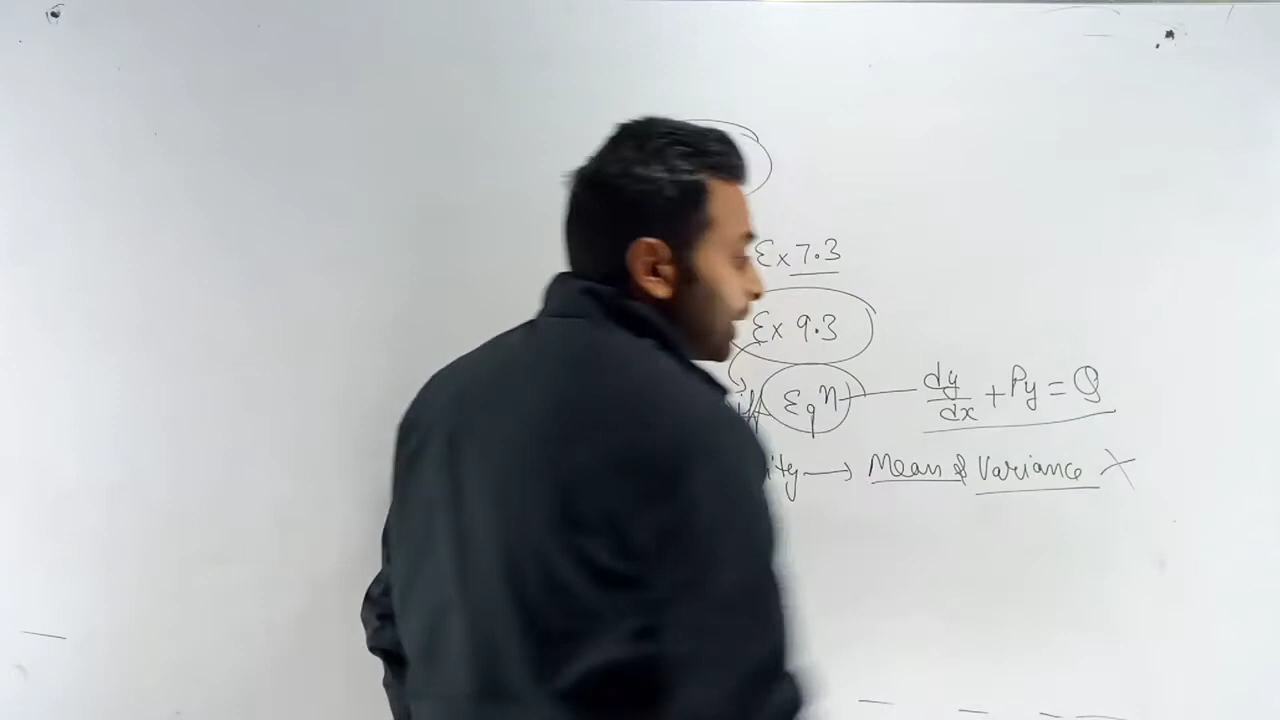 Ex 7.3
Ex 9.3
Eqn — dy/dx + Py = Q
→ Mean & Variance ×